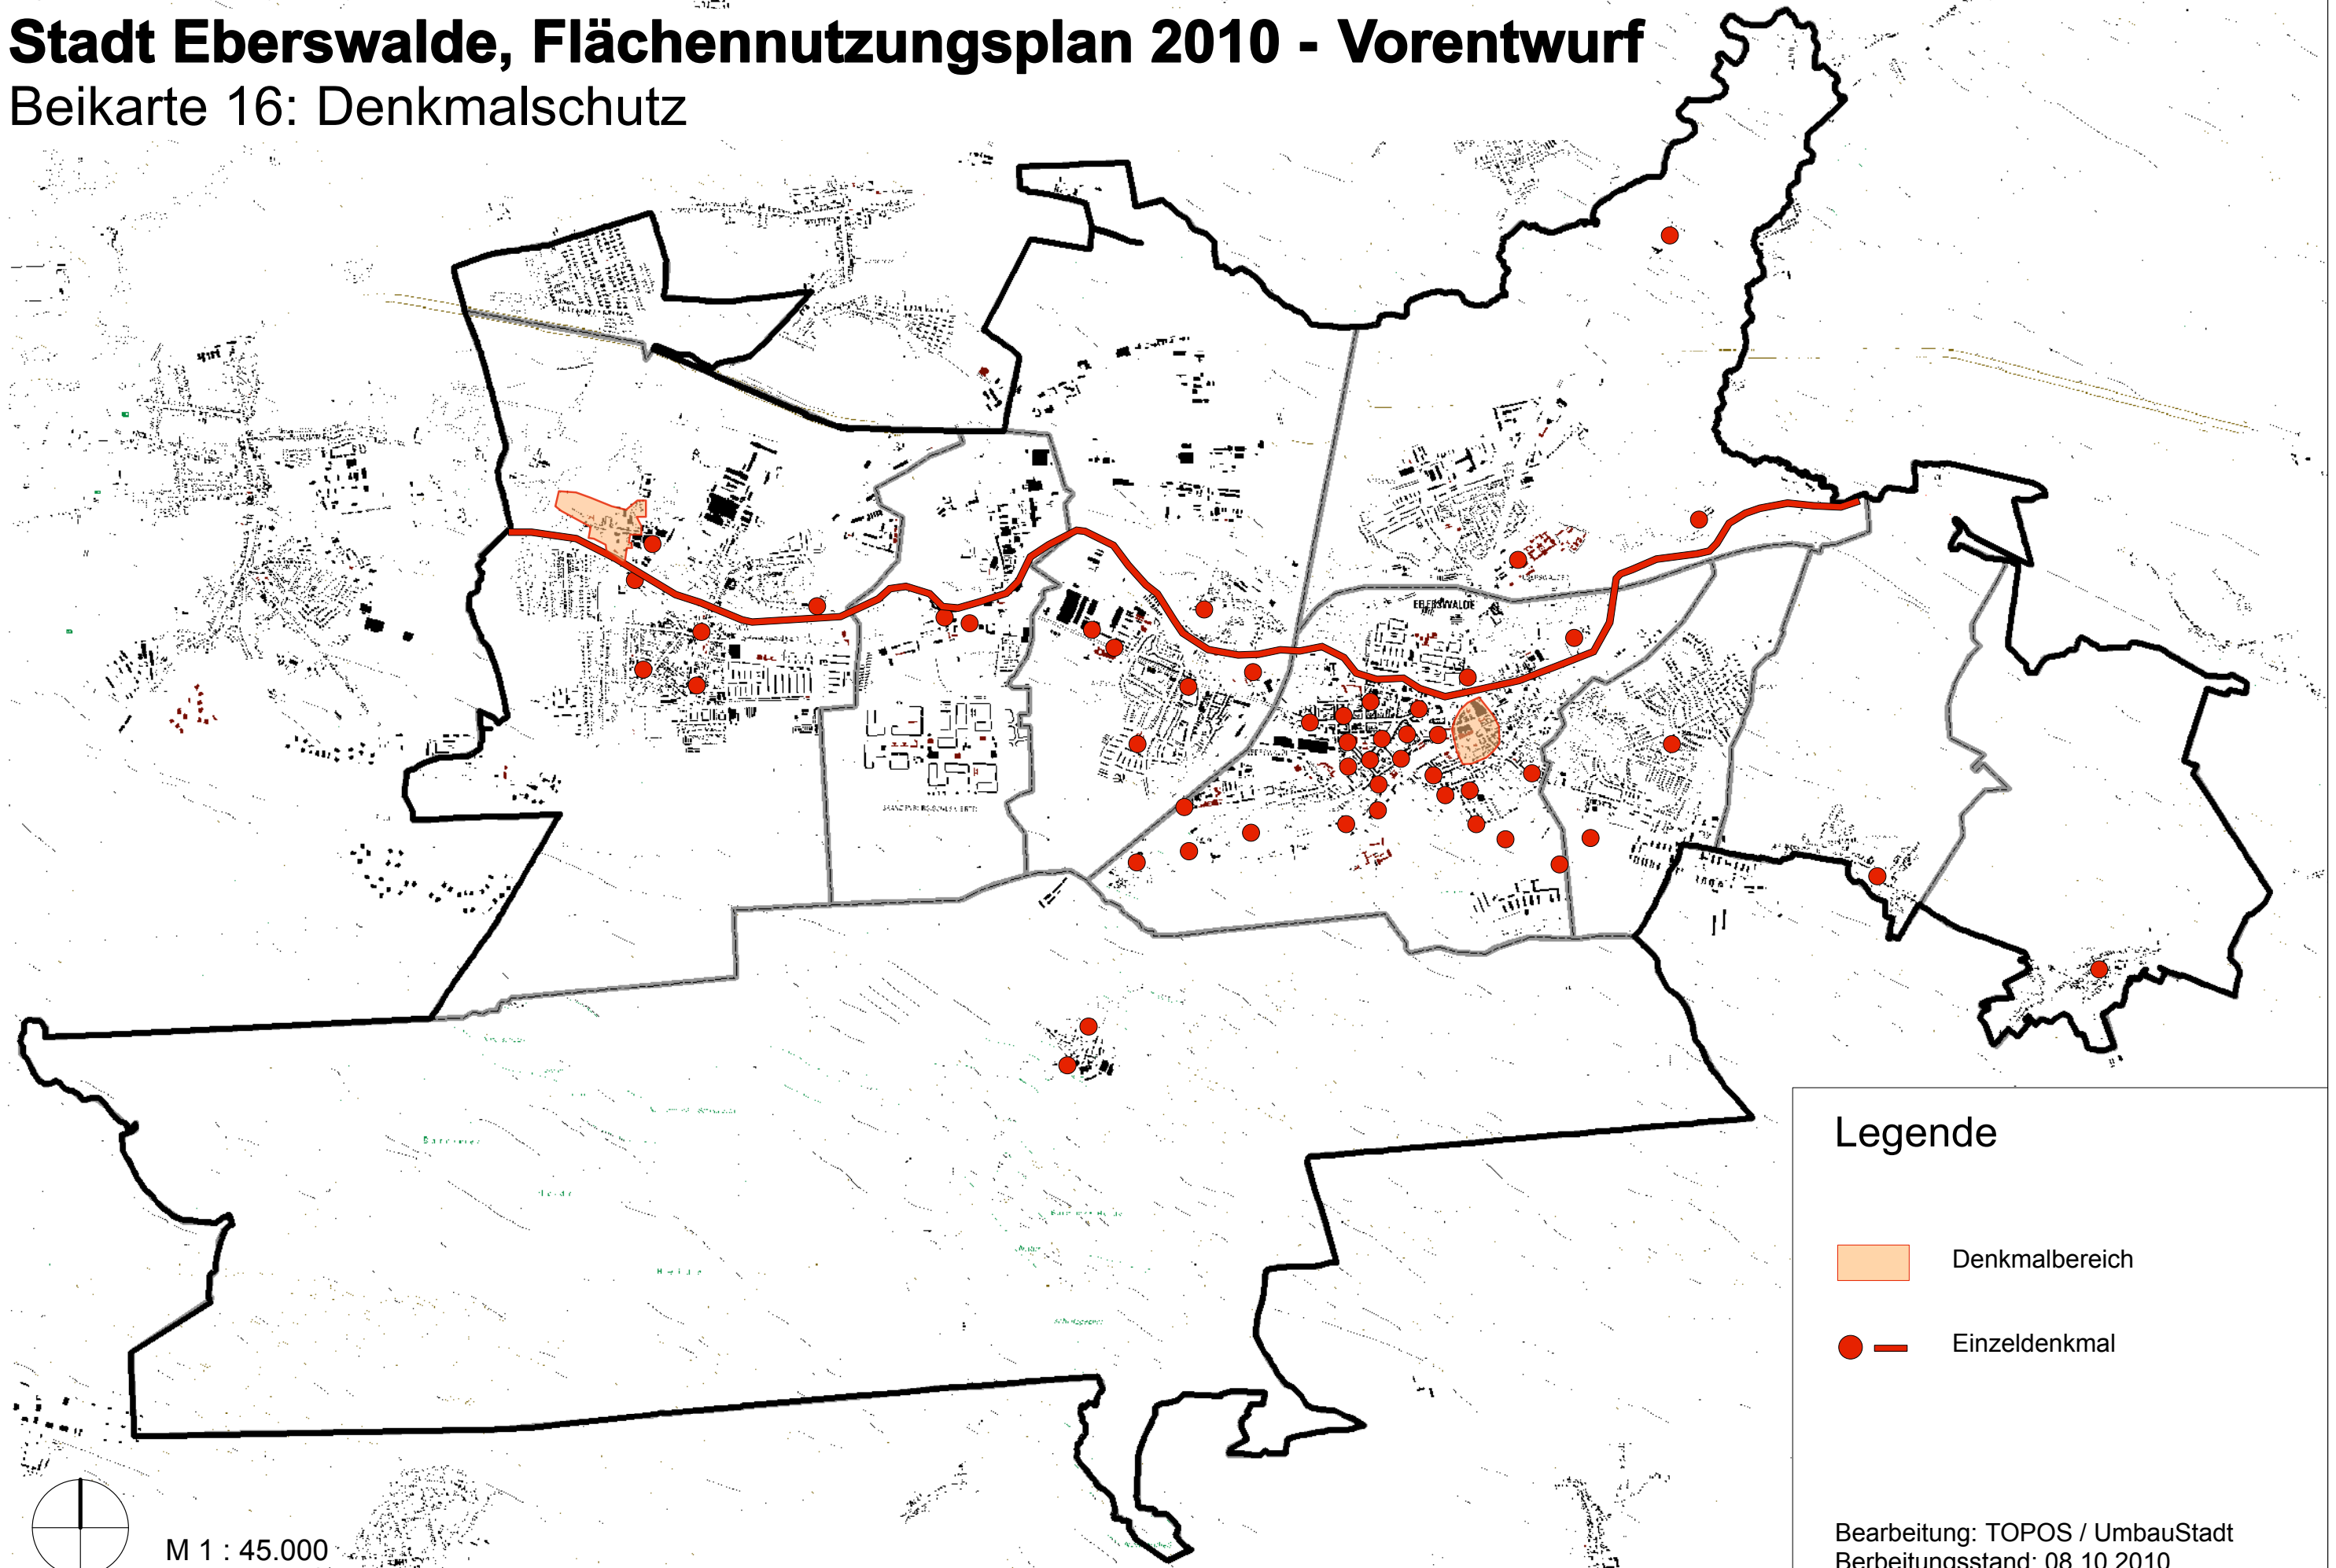 Stadt Eberswalde, Flächennutzungsplan 2010 - Vorentwurf
Beikarte 16: Denkmalschutz
EBERSWALDE
Legende
Denkmalbereich
Einzeldenkmal
Bearbeitung: TOPOS / UmbauStadt
Berbeitungsstand: 08.10.2010
M 1 : 45.000